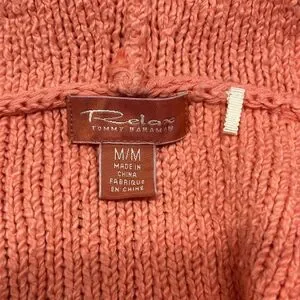 Relax
TOMMY BAHAMA
M/M
MADE IN
CHINA
FABRIQUÉ
EN CHINE